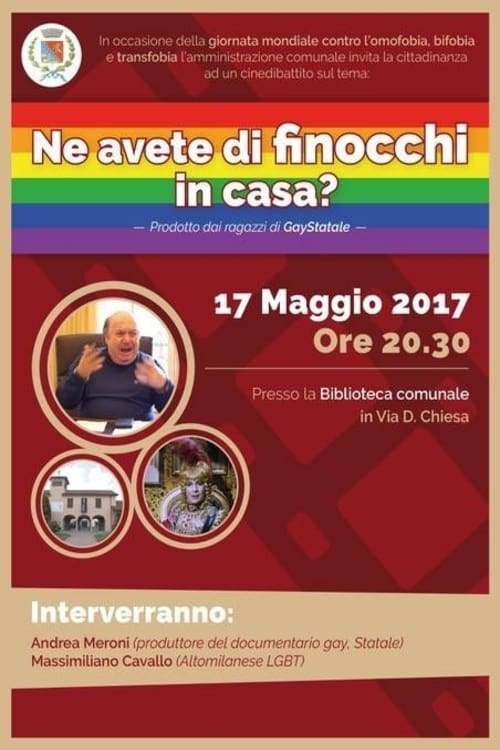 In occasione della giornata mondiale contro l'omofobia, bifobia
e transfobia l'amministrazione comunale invita la cittadinanza
ad un cinedibattito sul tema:
Ne avete di finocchi
in casa?
— Prodotto dai ragazzi di GayStatale —
17 Maggio 2017
Ore 20.30
Presso la Biblioteca comunale
in Via D. Chiesa
Interverranno:
Andrea Meroni (produttore del documentario gay, Statale)
Massimiliano Cavallo (Altomilanese LGBT)